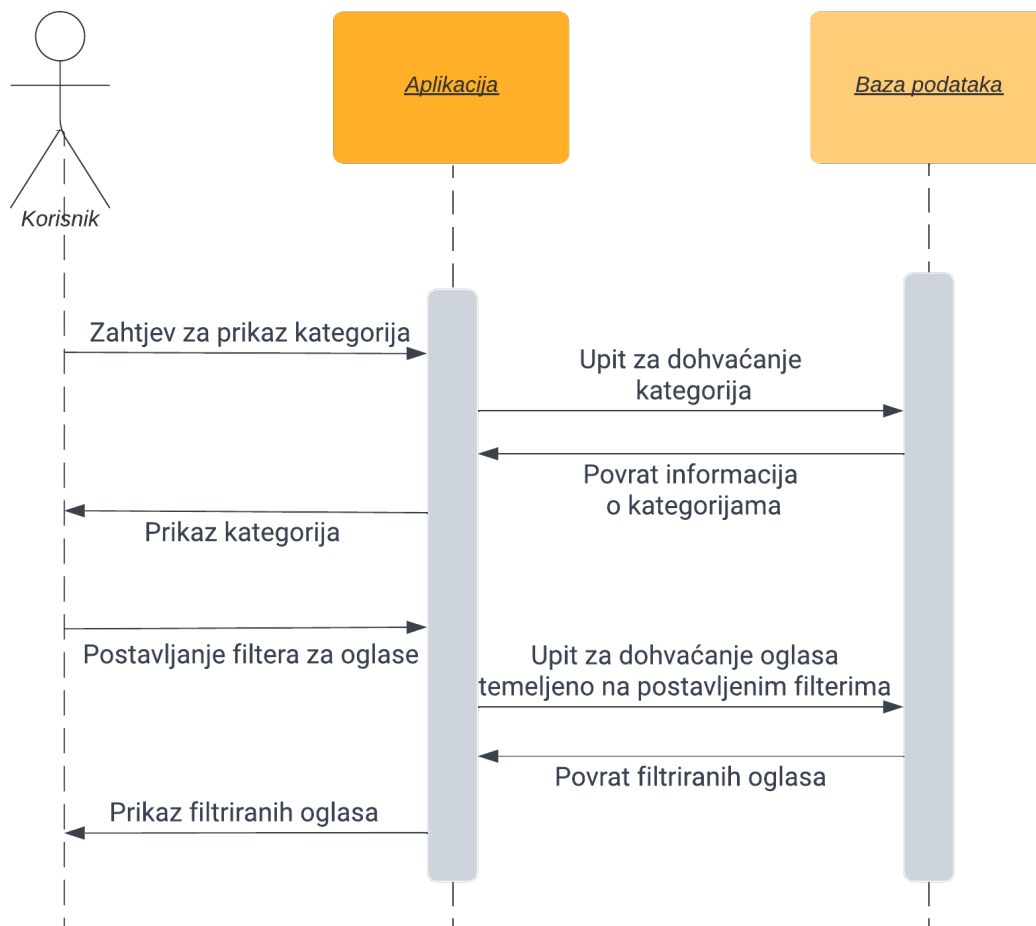 Aplikacija
Baza podataka
Korisnik
Zahtjev za prikaz kategorija
Upit za dohvaćanje
kategorija
Povrat informacija
o kategorijama
Prikaz kategorija
Postavljanje filtera za oglase
Upit za dohvaćanje oglasa
temeljeno na postavljenim filterima
Povrat filtriranih oglasa
Prikaz filtriranih oglasa